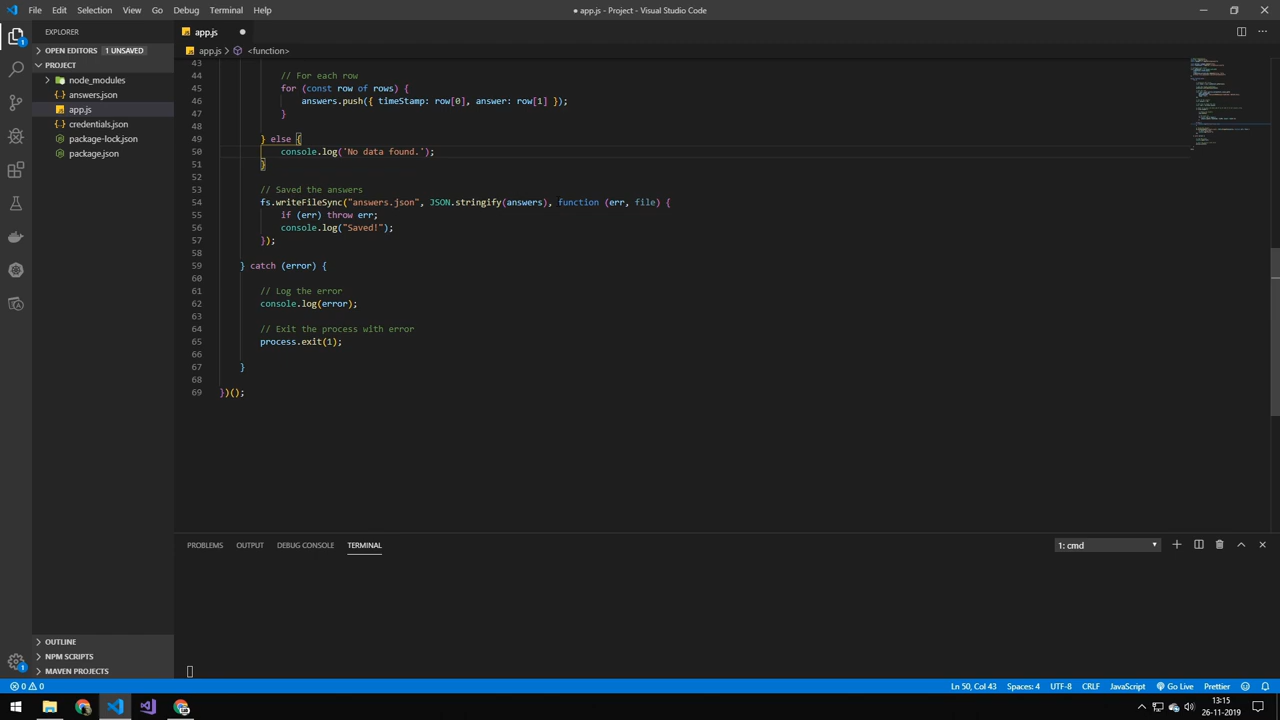 File Edit Selection View Go Debug Terminal Help
● app.js - Project - Visual Studio Code
EXPLORER
OPEN EDITORS 1 UNSAVED
PROJECT
node_modules
answers.json
app.js
credentials.json
package-lock.json
package.json
OUTLINE
NPM SCRIPTS
MAVEN PROJECTS
app.js
app.js > <function>
43
44 // For each row
45 for (const row of rows) {
46 answers.push({ timeStamp: row[0], answer: row[1] });
47 }
48
49 } else {
50 console.log('No data found.');
51 }
52
53 // Saved the answers
54 fs.writeFileSync("answers.json", JSON.stringify(answers), function (err, file) {
55 if (err) throw err;
56 console.log("Saved!");
57 });
58
59 } catch (error) {
60
61 // Log the error
62 console.log(error);
63
64 // Exit the process with error
65 process.exit(1);
66
67 }
68
69 })();
PROBLEMS OUTPUT DEBUG CONSOLE TERMINAL
1: cmd
0 0
Ln 50, Col 43 Spaces: 4 UTF-8 CRLF JavaScript Go Live Prettier
13:15
26-11-2019